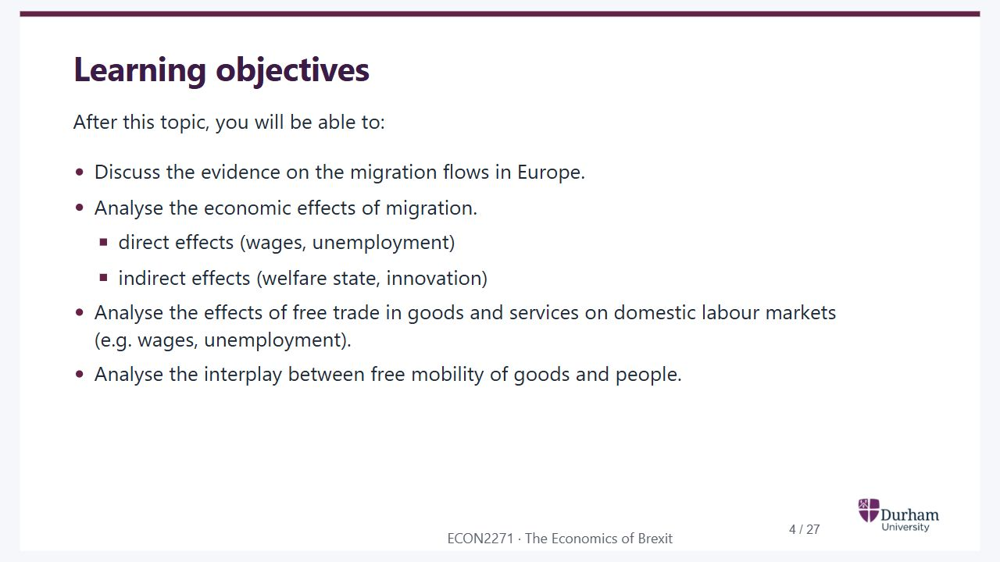 Learning objectives
After this topic, you will be able to:
• Discuss the evidence on the migration flows in Europe.
• Analyse the economic effects of migration.
▪ direct effects (wages, unemployment)
▪ indirect effects (welfare state, innovation)
• Analyse the effects of free trade in goods and services on domestic labour markets
(e.g. wages, unemployment).
• Analyse the interplay between free mobility of goods and people.
ECON2271 · The Economics of Brexit
4 / 27
Durham
University